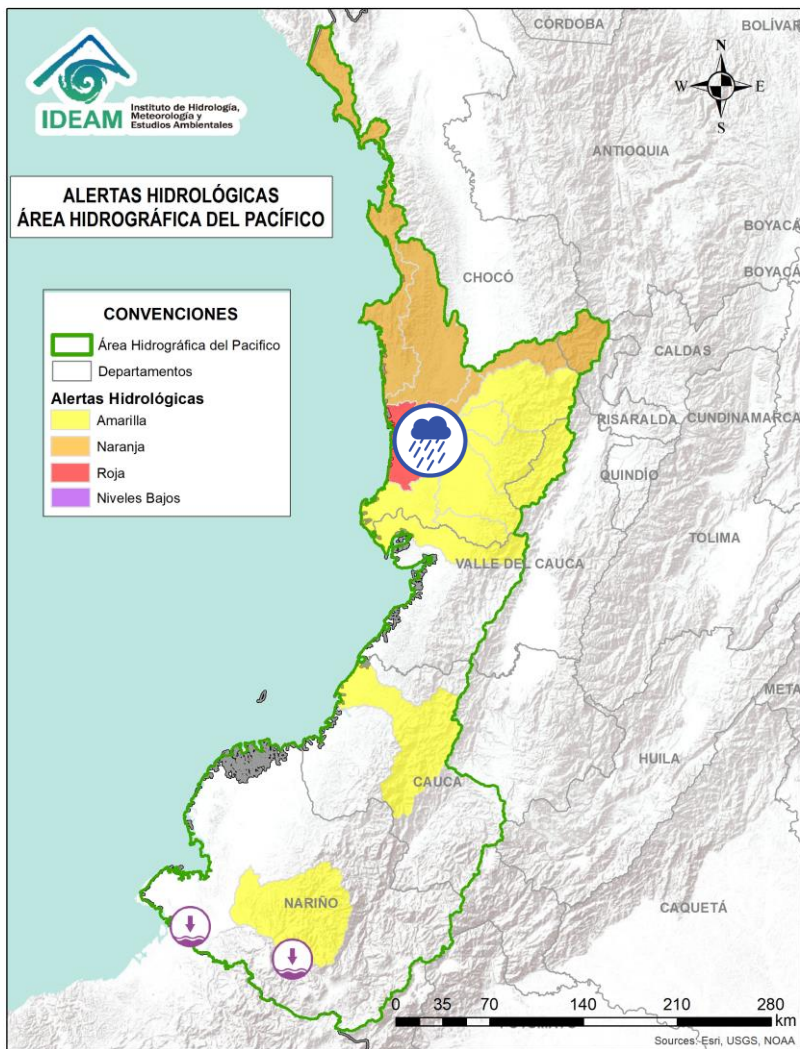 IDEAM
Instituto de Hidrología,
Meteorología y
Estudios Ambientales
ALERTAS HIDROLÓGICAS
ÁREA HIDROGRÁFICA DEL PACÍFICO
CONVENCIONES
Área Hidrográfica del Pacifico
Departamentos
Alertas Hidrológicas
Amarilla
Naranja
Roja
Niveles Bajos
CÓRDOBA
BOLÍVAR
N
W
E
S
ANTIOQUIA
BOYACÁ
CHOCÓ
BOYACÁ
CALDAS
RISARALDA
CUNDINAMARCA
QUINDÍO
TOLIMA
VALLE DEL CAUCA
META
HUILA
CAUCA
NARIÑO
CAQUETÁ
0 35 70 140 210 280
km
Sources: Esri, USGS, NOAA